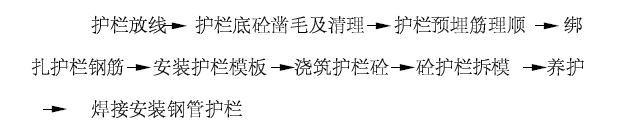 护栏放线→ 护栏底砼凿毛及清理→护栏预埋筋理顺 →绑
扎护栏钢筋→安装护栏模板→浇筑护栏砼→砼护栏拆模 →养护
→ 焊接安装钢管护栏